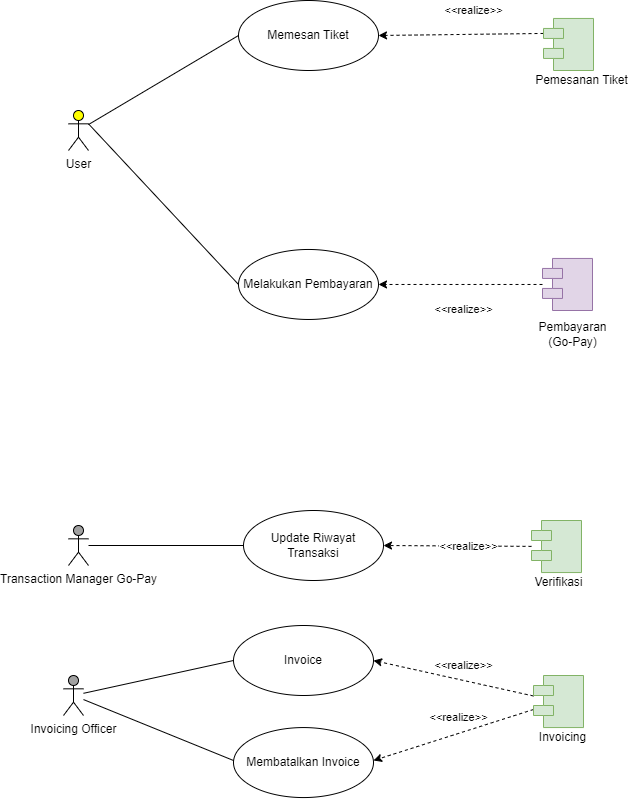 <<realize>>
Memesan Tiket
Pemesanan Tiket
User
Melakukan Pembayaran
<<realize>>
Pembayaran
(Go-Pay)
Update Riwayat
Transaksi
<<realize>>
Transaction Manager Go-Pay
Verifikasi
Invoice
<<realize>>
<<realize>>
Invoicing Officer
Invoicing
Membatalkan Invoice